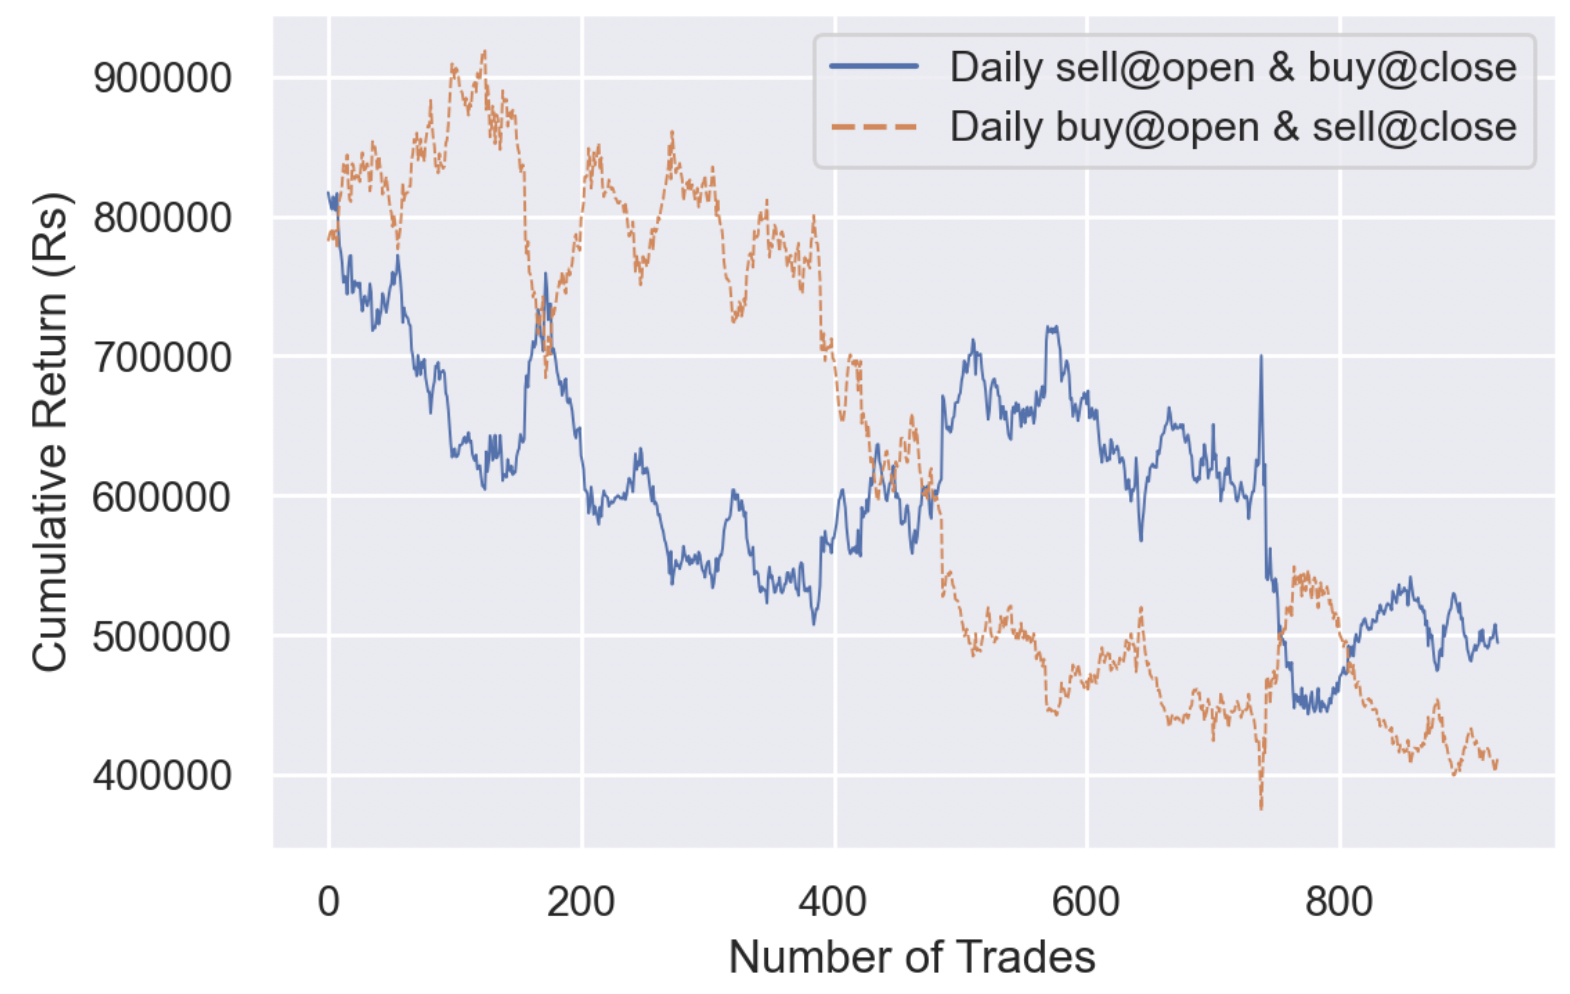 Daily sell@open & buy@close
Daily buy@open & sell@close
Cumulative Return (Rs)
900000
800000
700000
600000
500000
400000
0 200 400 600 800
Number of Trades